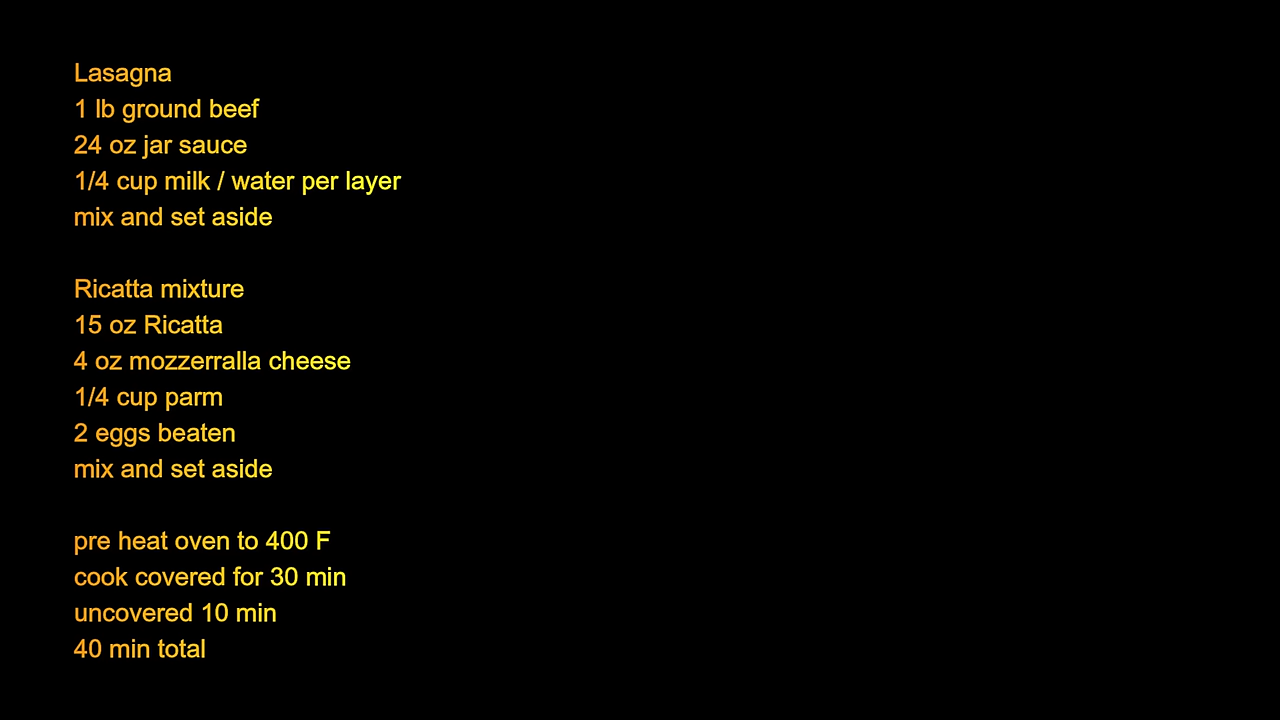 Lasagna
1 lb ground beef
24 oz jar sauce
1/4 cup milk / water per layer
mix and set aside
Ricatta mixture
15 oz Ricatta
4 oz mozzerralla cheese
1/4 cup parm
2 eggs beaten
mix and set aside
pre heat oven to 400 F
cook covered for 30 min
uncovered 10 min
40 min total